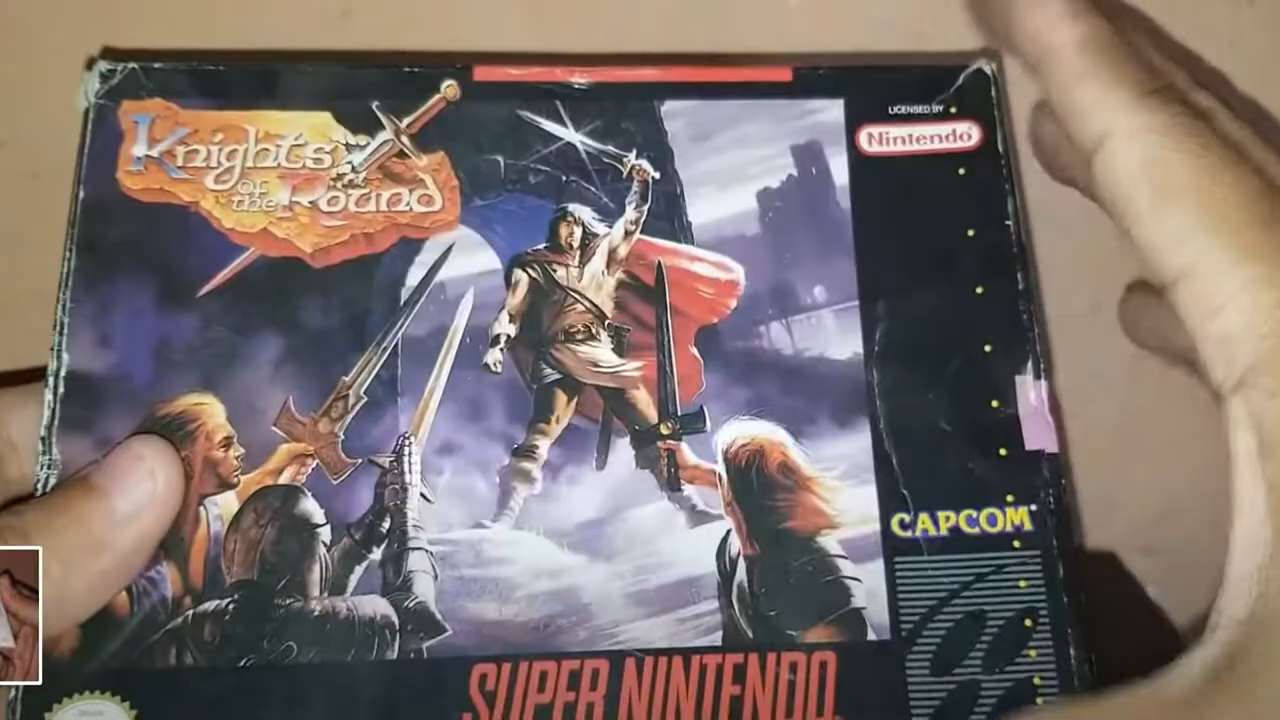 Knights
of
the Round
LICENSED BY
Nintendo
CAPCOM
SUPER NINTENDO